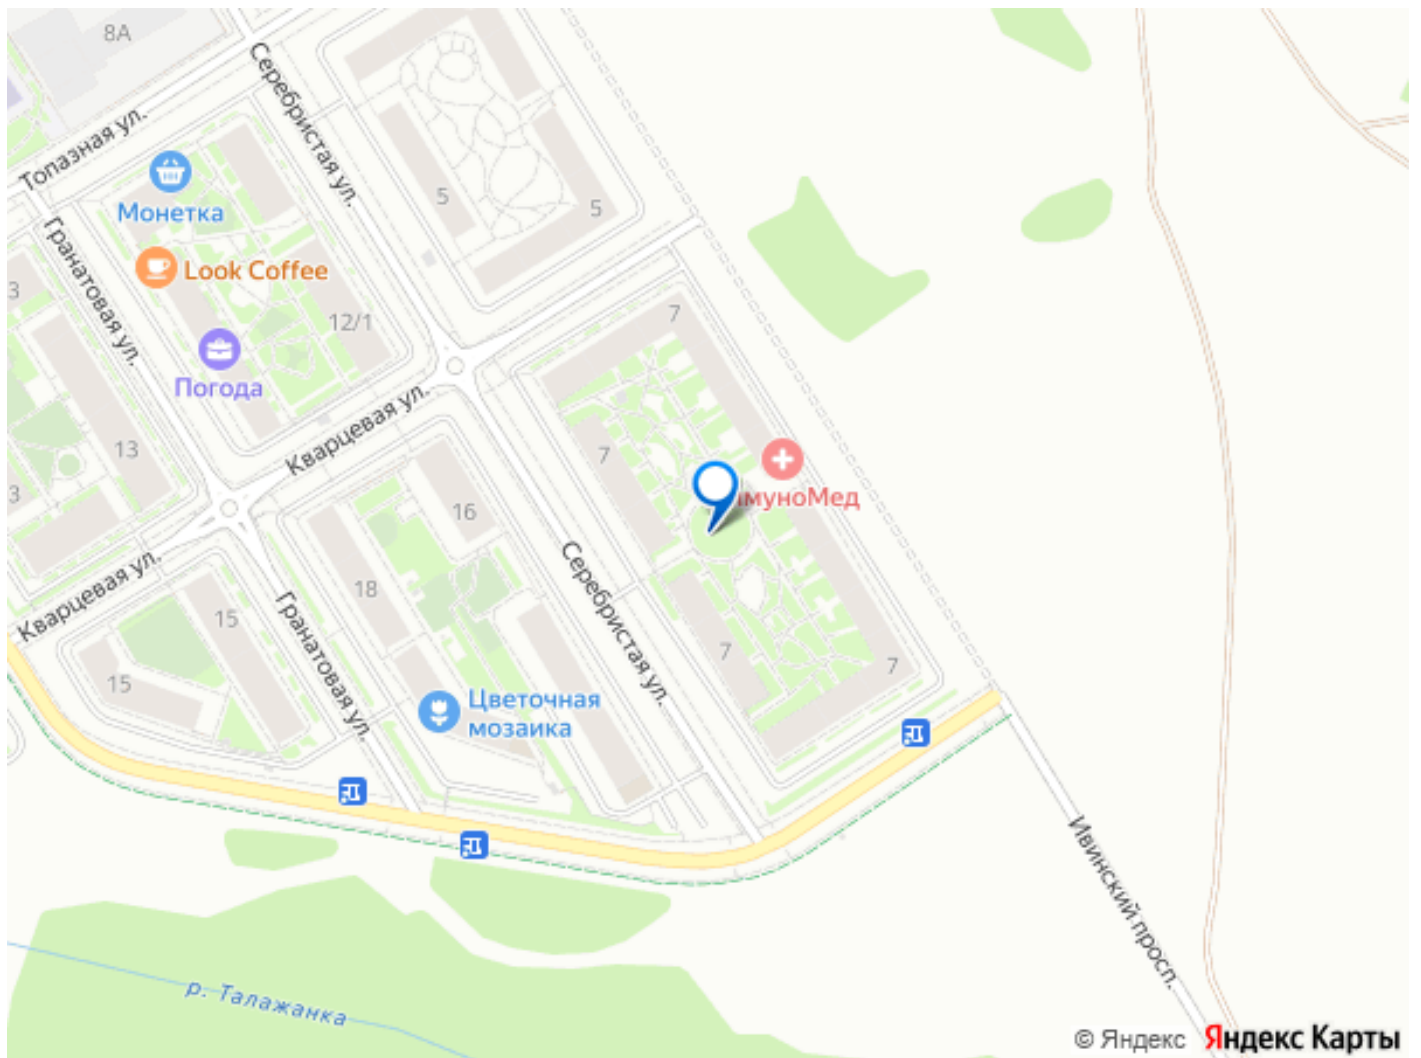 8А
Серебристая ул.
Топазная ул.
Монетка
5
5
Гранатовая ул.
Look Coffee
3
12/1
7
Погода
Кварцевая ул.
13
7
3
16
муноМед
Кварцевая ул.
18
Серебристая ул.
15
Гранатовая ул.
15
7
7
Цветочная
мозаика
Ивинский просп.
р. Талажанка
© Яндекс Яндекс Карты